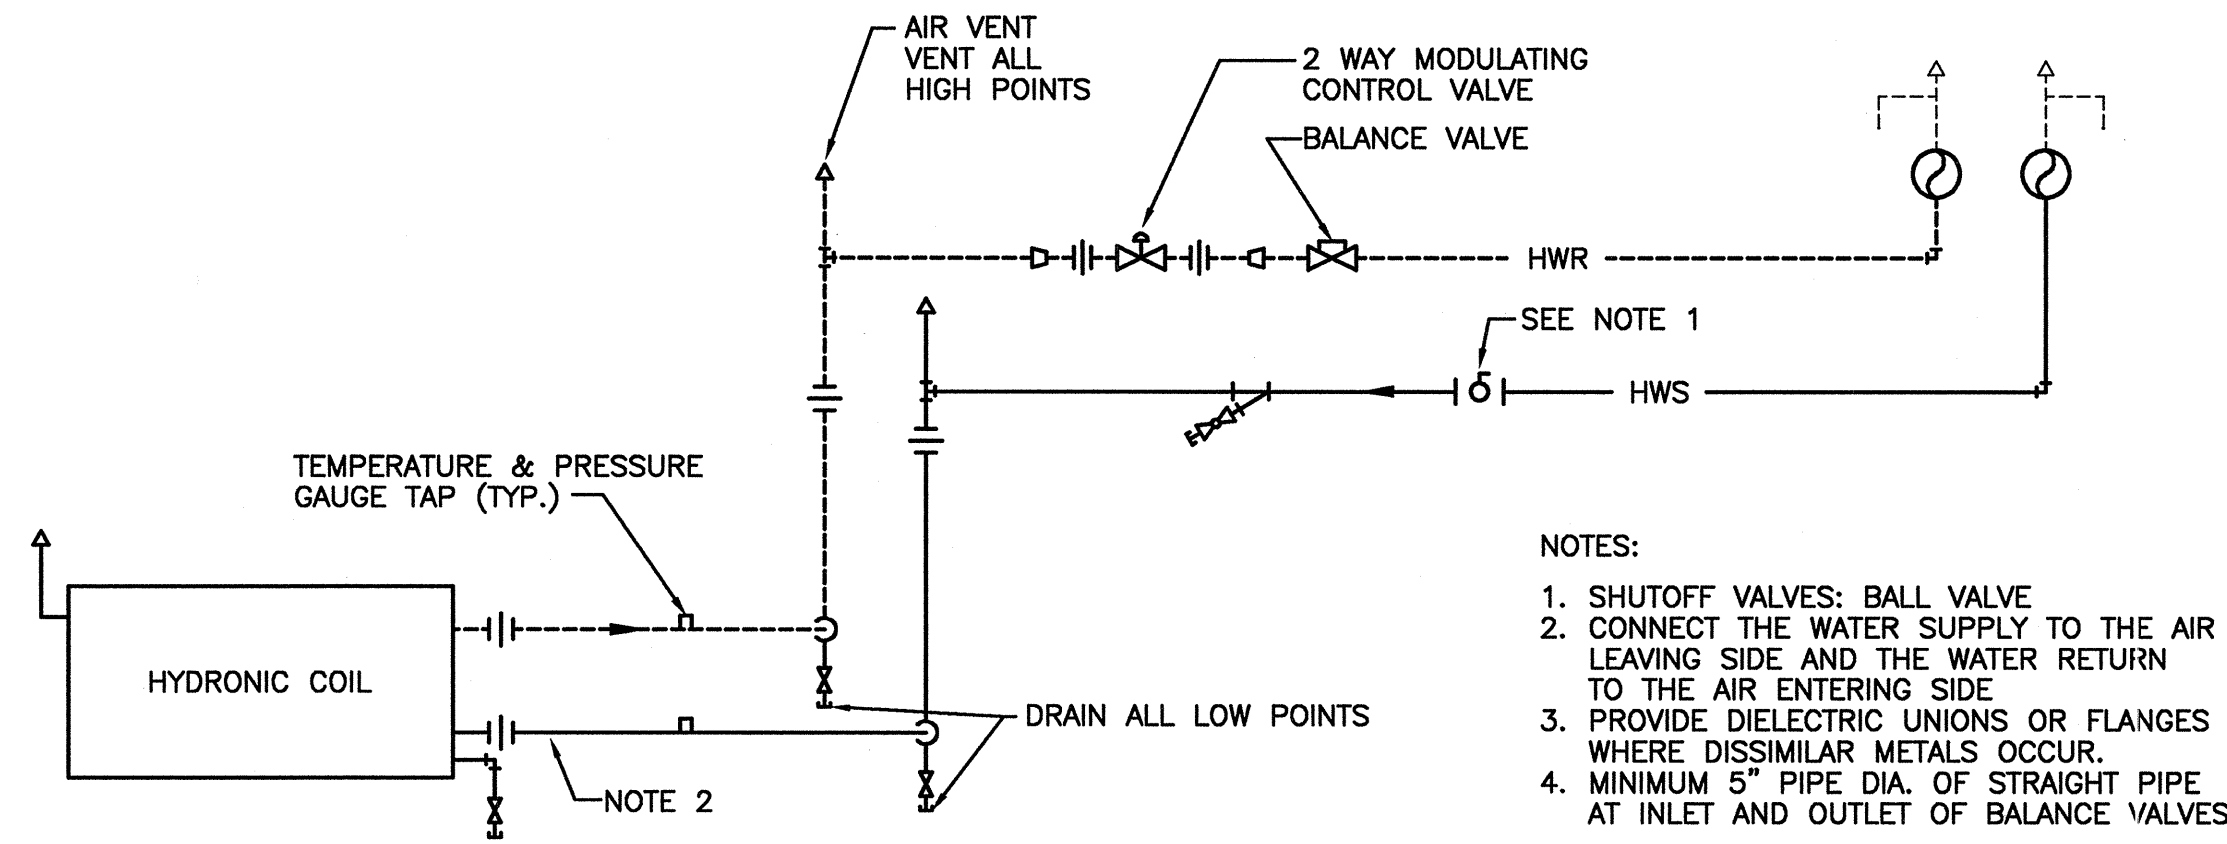 AIR VENT
VENT ALL
HIGH POINTS
2 WAY MODULATING
CONTROL VALVE
BALANCE VALVE
HWR
SEE NOTE 1
HWS
TEMPERATURE & PRESSURE
GAUGE TAP (TYP.)
HYDRONIC COIL
DRAIN ALL LOW POINTS
NOTE 2
NOTES:
1. SHUTOFF VALVES: BALL VALVE
2. CONNECT THE WATER SUPPLY TO THE AIR
LEAVING SIDE AND THE WATER RETURN
TO THE AIR ENTERING SIDE
3. PROVIDE DIELECTRIC UNIONS OR FLANGES
WHERE DISSIMILAR METALS OCCUR.
4. MINIMUM 5" PIPE DIA. OF STRAIGHT PIPE
AT INLET AND OUTLET OF BALANCE VALVES